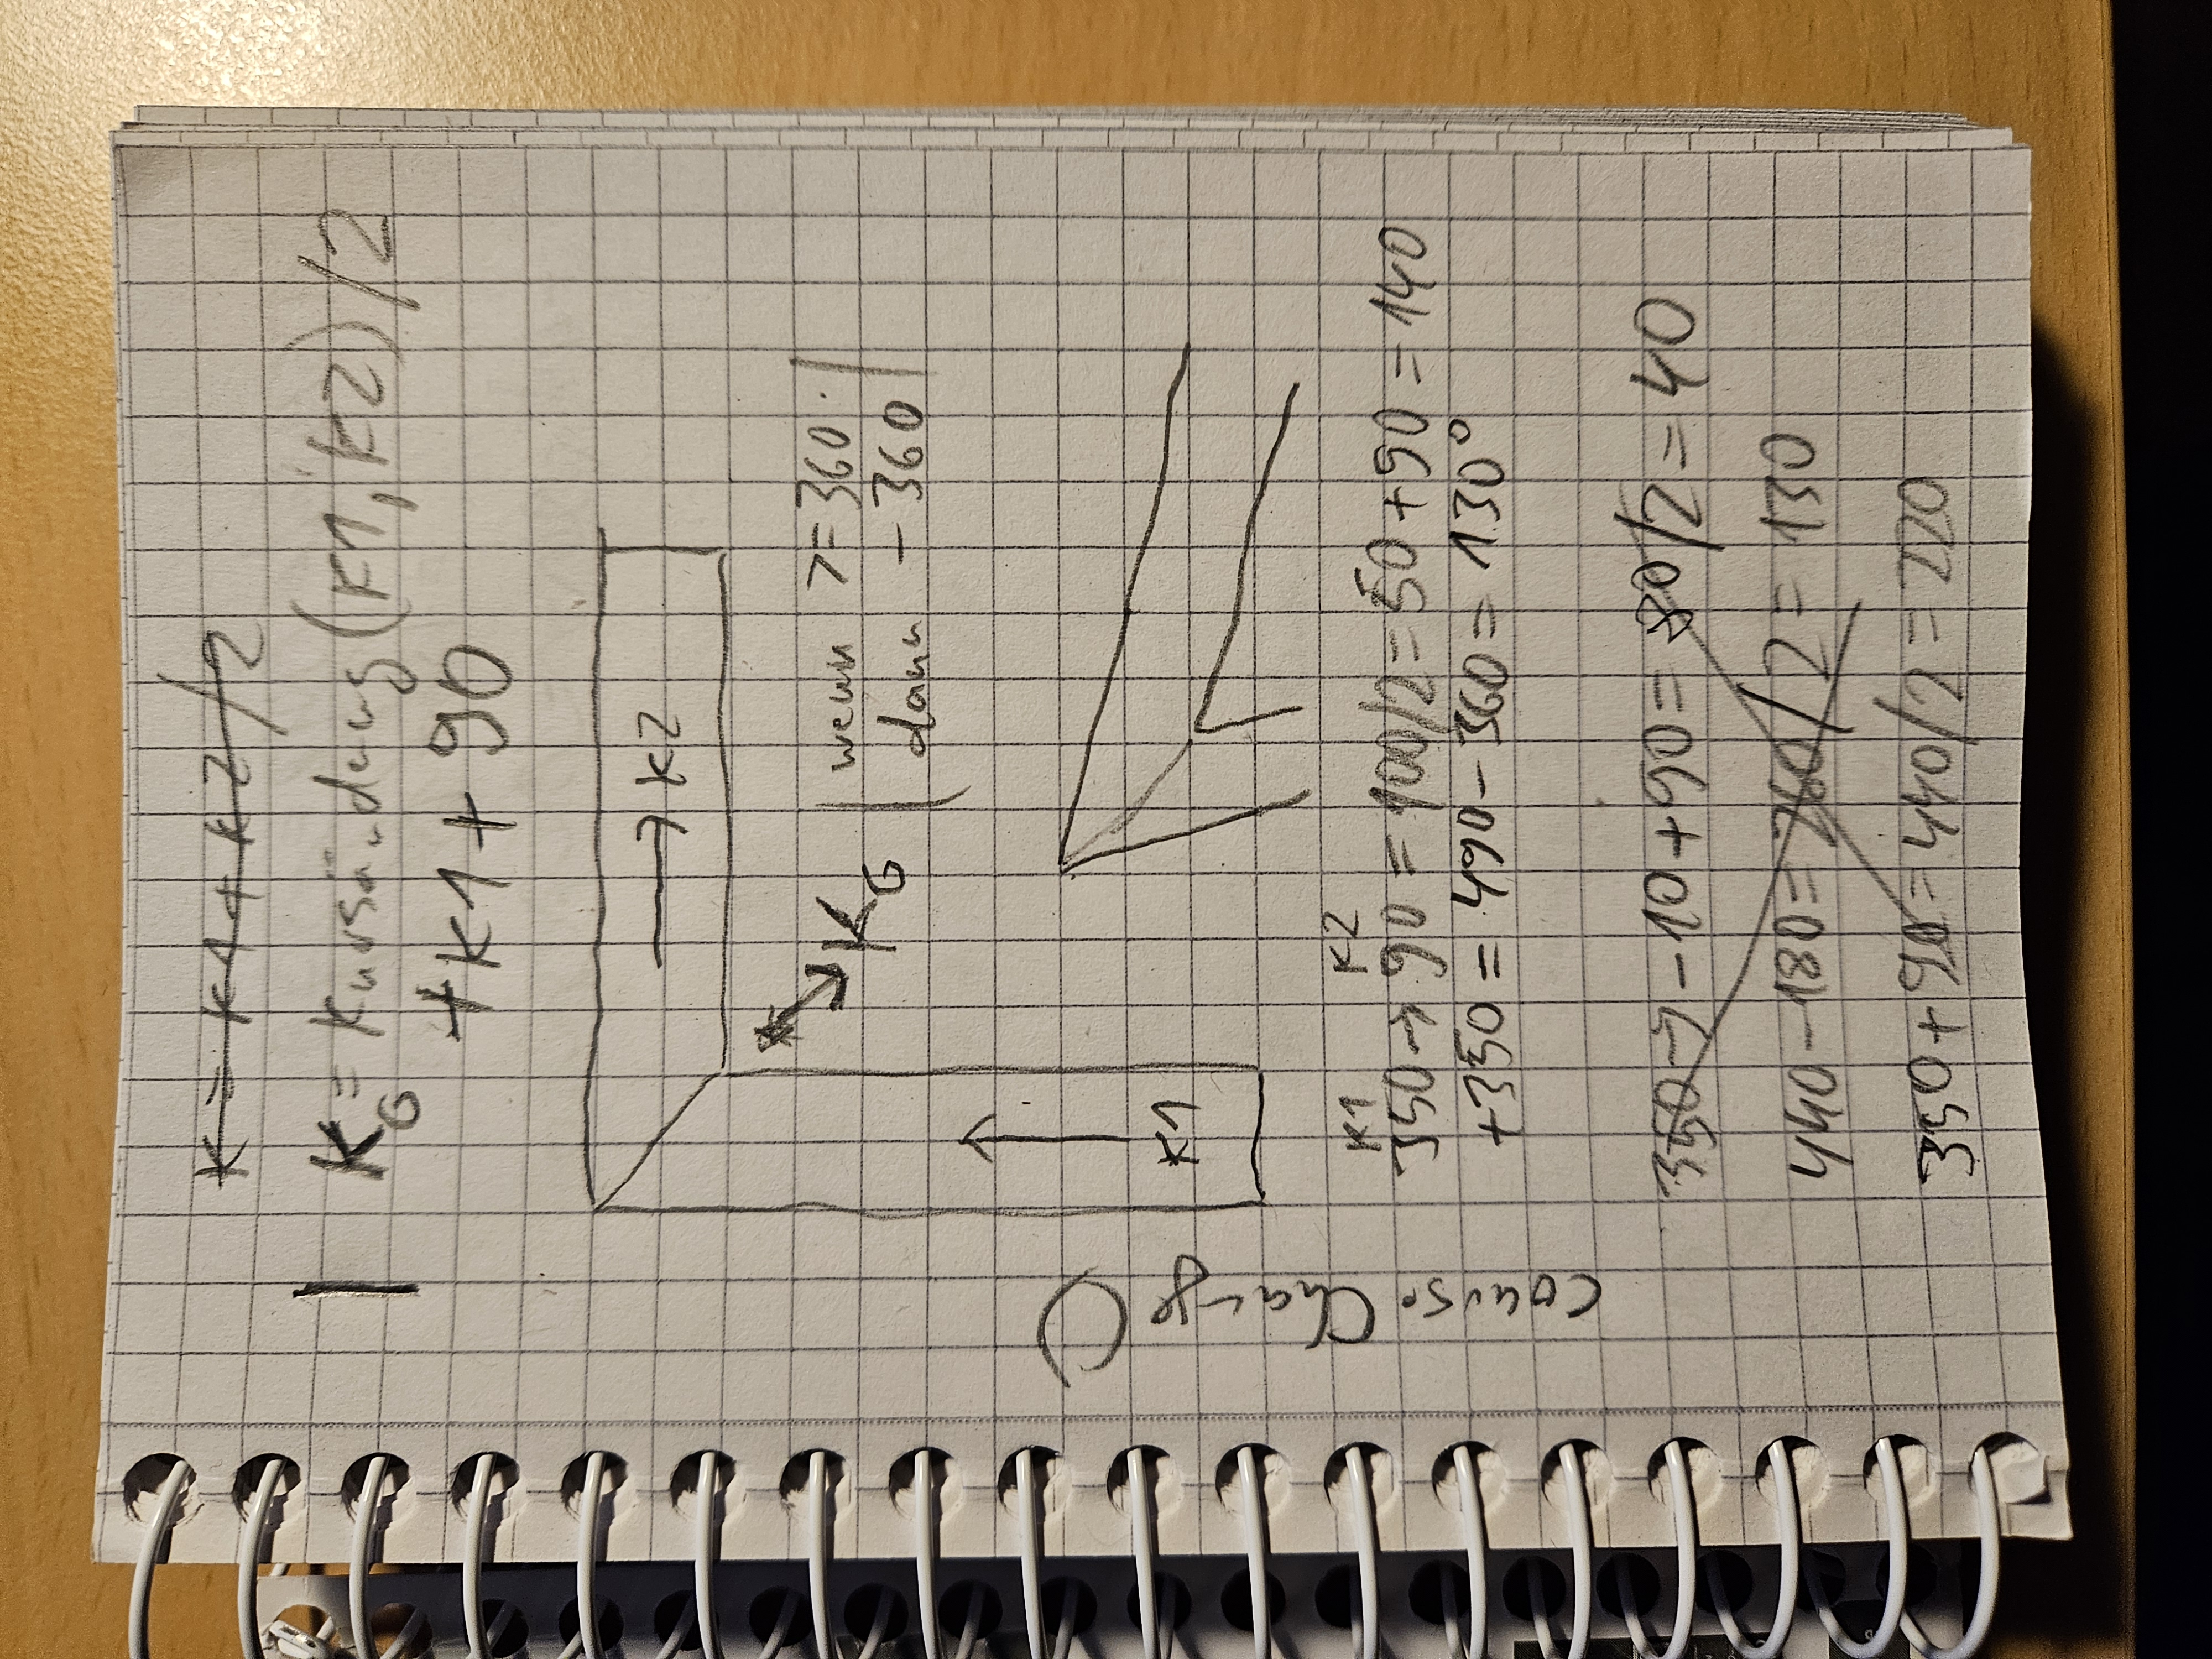 K = K1 + K2 / 2
K_G = Kursändung (K1, K2) / 2
+ K1 + 90
→ K2
K_G
wenn >= 360
dann - 360
K1
Course Change ()
K1 K2
350 → 90 = 100/2 = 50 + 90 = 140
+350 = 490 - 360 = 130°
350 → -10 + 90 = 80/2 = 40
440 - 180 = 260/2 = 130
350 + 90 = 440/2 = 220